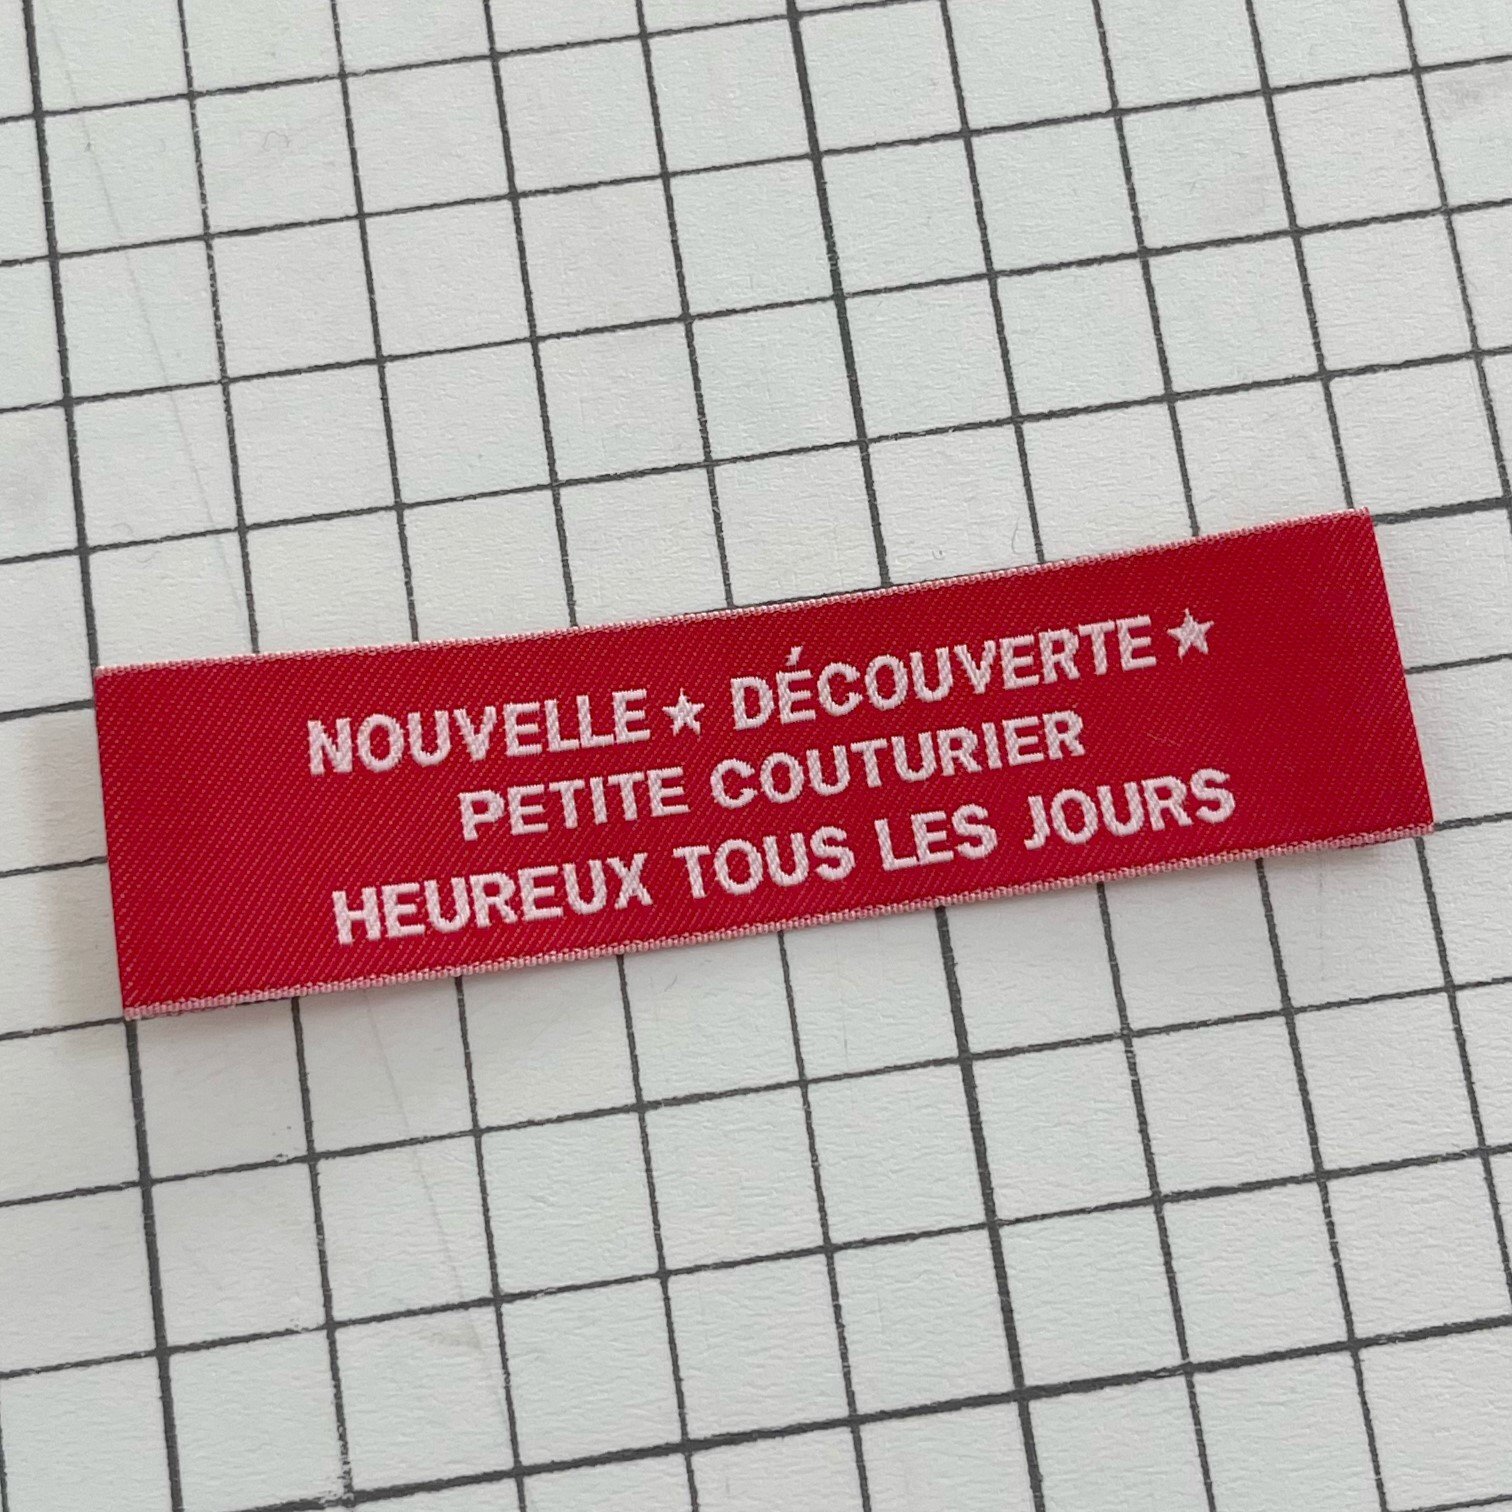 NOUVELLE★ DÉCOUVERTE★
PETITE COUTURIER
HEUREUX TOUS LES JOURS